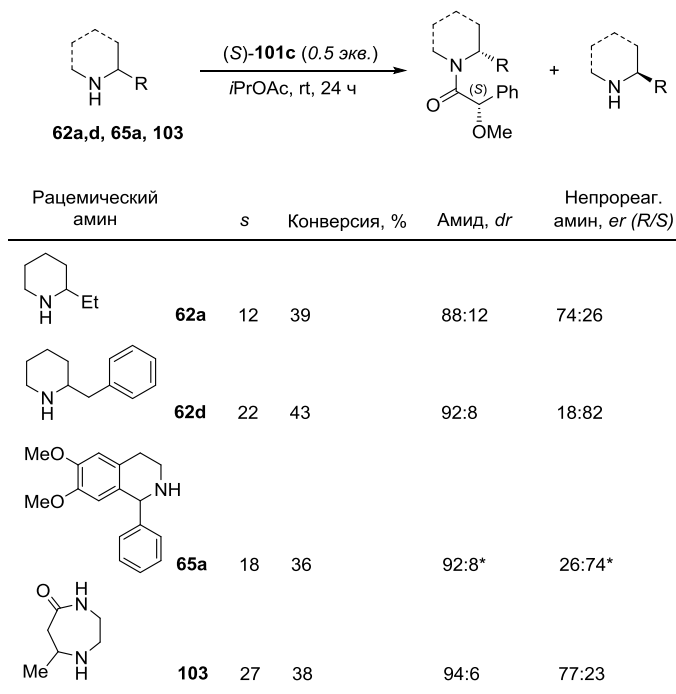 (S)-101c (0.5 экв.)
iPrOAc, rt, 24 ч
N
H
R
62a,d, 65a, 103
N
R
O
(S)
Ph
OMe
+
N
H
R
Рацемический амин
s
Конверсия, %
Амид, dr
Непрореаг. амин, er (R/S)
N
H
Et
62a 12 39 88:12 74:26
N
H
62d 22 43 92:8 18:82
MeO
MeO
NH
65a 18 36 92:8* 26:74*
O
H
N
Me
N
H
103 27 38 94:6 77:23